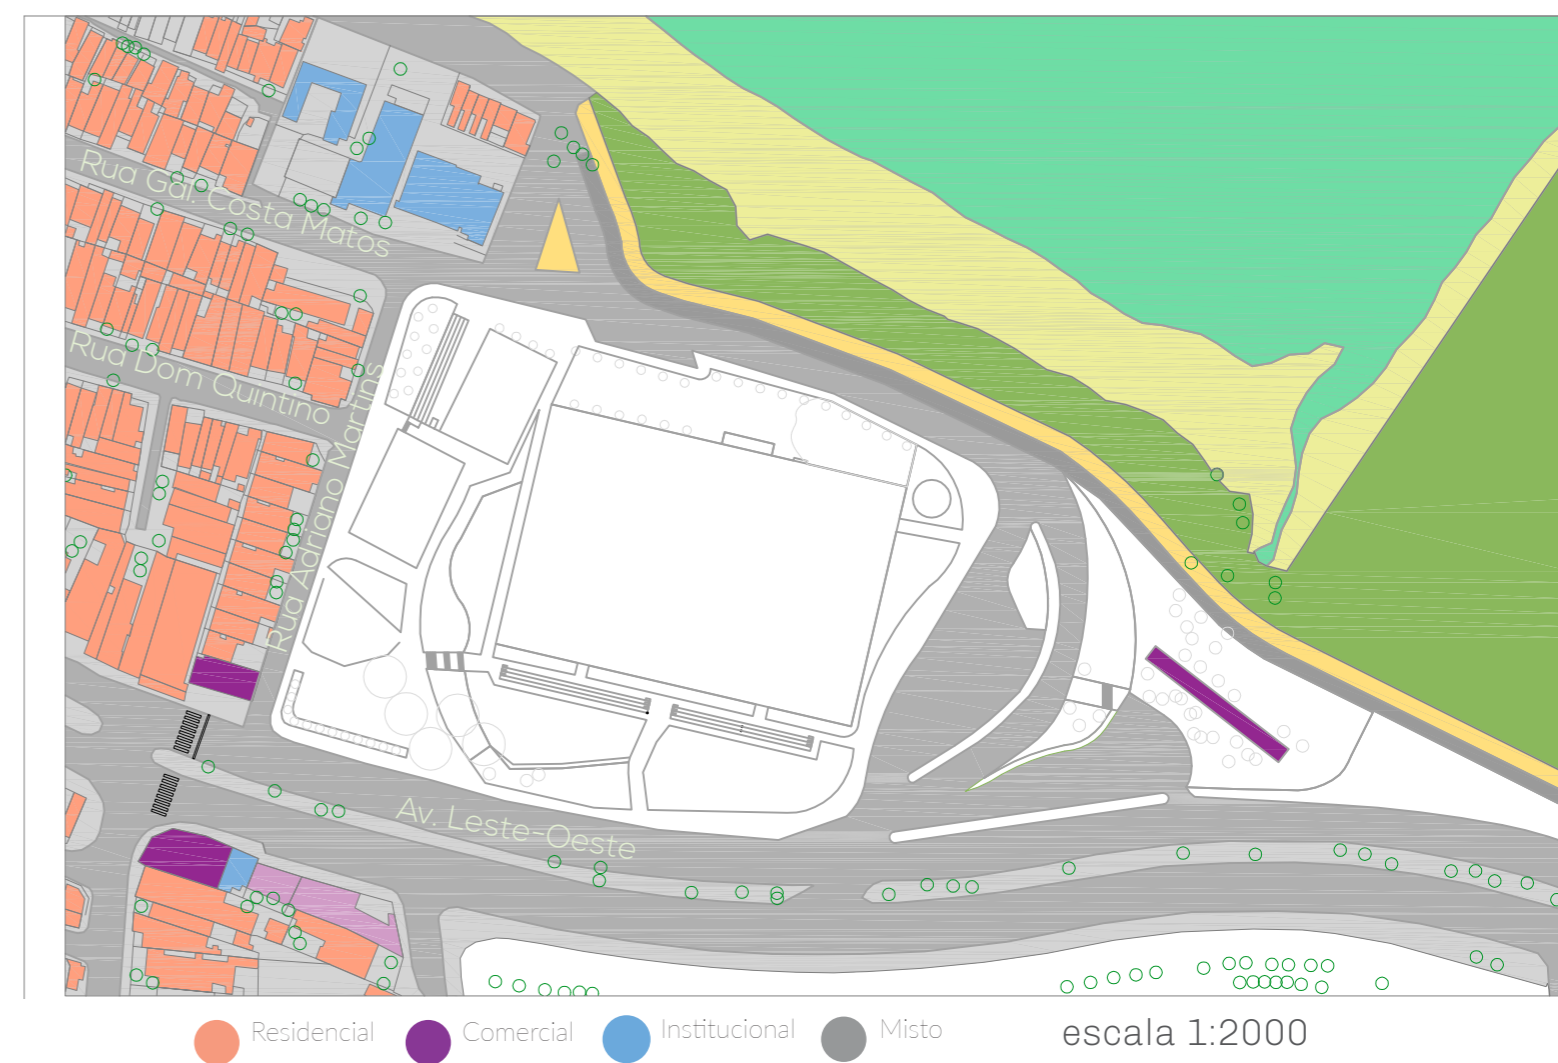 Rua Gal. Costa Matos
Rua Dom Quintino
Rua Adriano Martins
Av. Leste-Oeste
Residencial
Comercial
Institucional
Misto
escala 1:2000